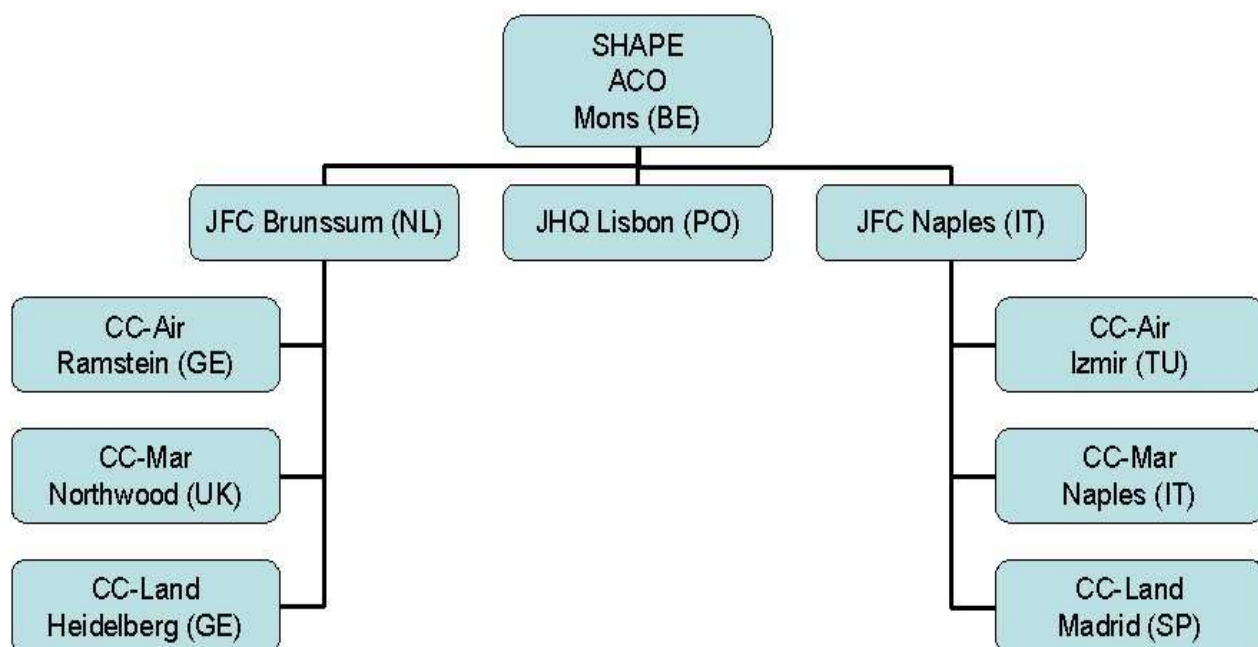 SHAPE
ACO
Mons (BE)
JFC Brunssum (NL)
JHQ Lisbon (PO)
JFC Naples (IT)
CC-Air
Ramstein (GE)
CC-Mar
Northwood (UK)
CC-Land
Heidelberg (GE)
CC-Air
Izmir (TU)
CC-Mar
Naples (IT)
CC-Land
Madrid (SP)